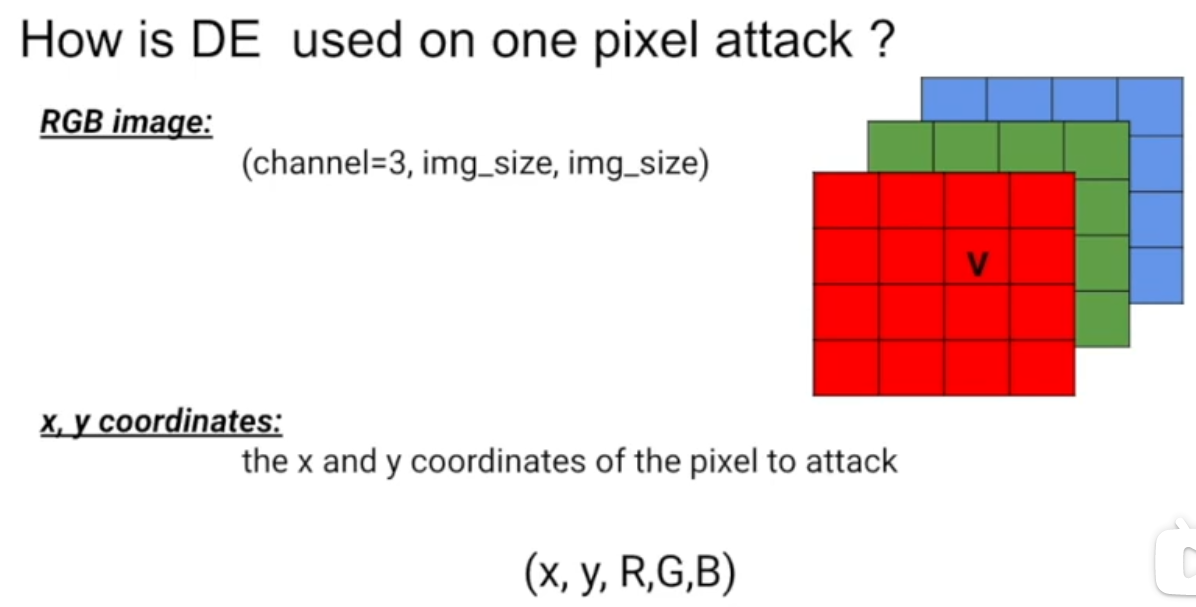 How is DE used on one pixel attack ?
RGB image:
(channel=3, img_size, img_size)
V
x, y coordinates:
the x and y coordinates of the pixel to attack
(x, y, R,G,B)